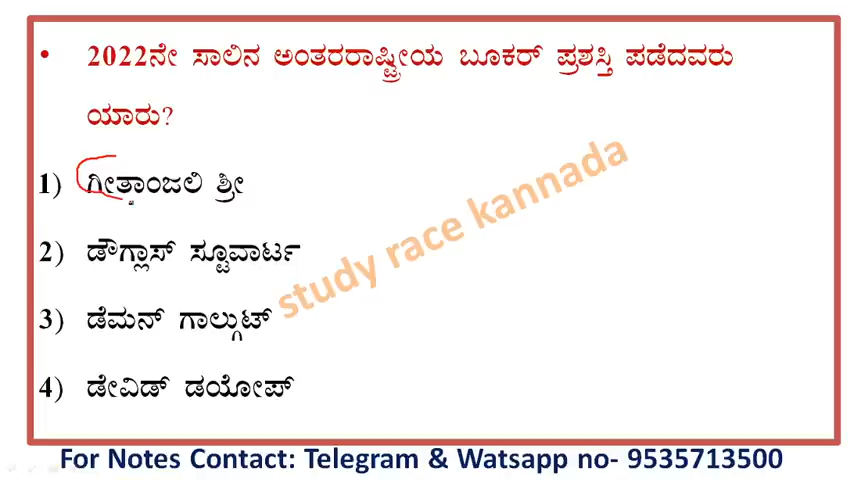 • 2022ನೇ ಸಾಲಿನ ಅಂತರರಾಷ್ಟ್ರೀಯ ಬೂಕರ್ ಪ್ರಶಸ್ತಿ ಪಡೆದವರು
ಯಾರು?
1) ಗೀತಾಂಜಲಿ ಶ್ರೀ
2) ಡೌಗ್ಲಾಸ್ ಸ್ಟೂವಾರ್ಟ
3) ಡೆಮನ್ ಗಾಲ್ಗುಟ್
4) ಡೇವಿಡ್ ಡಯೋಪ್
study race kannada
For Notes Contact: Telegram & Watsapp no- 9535713500